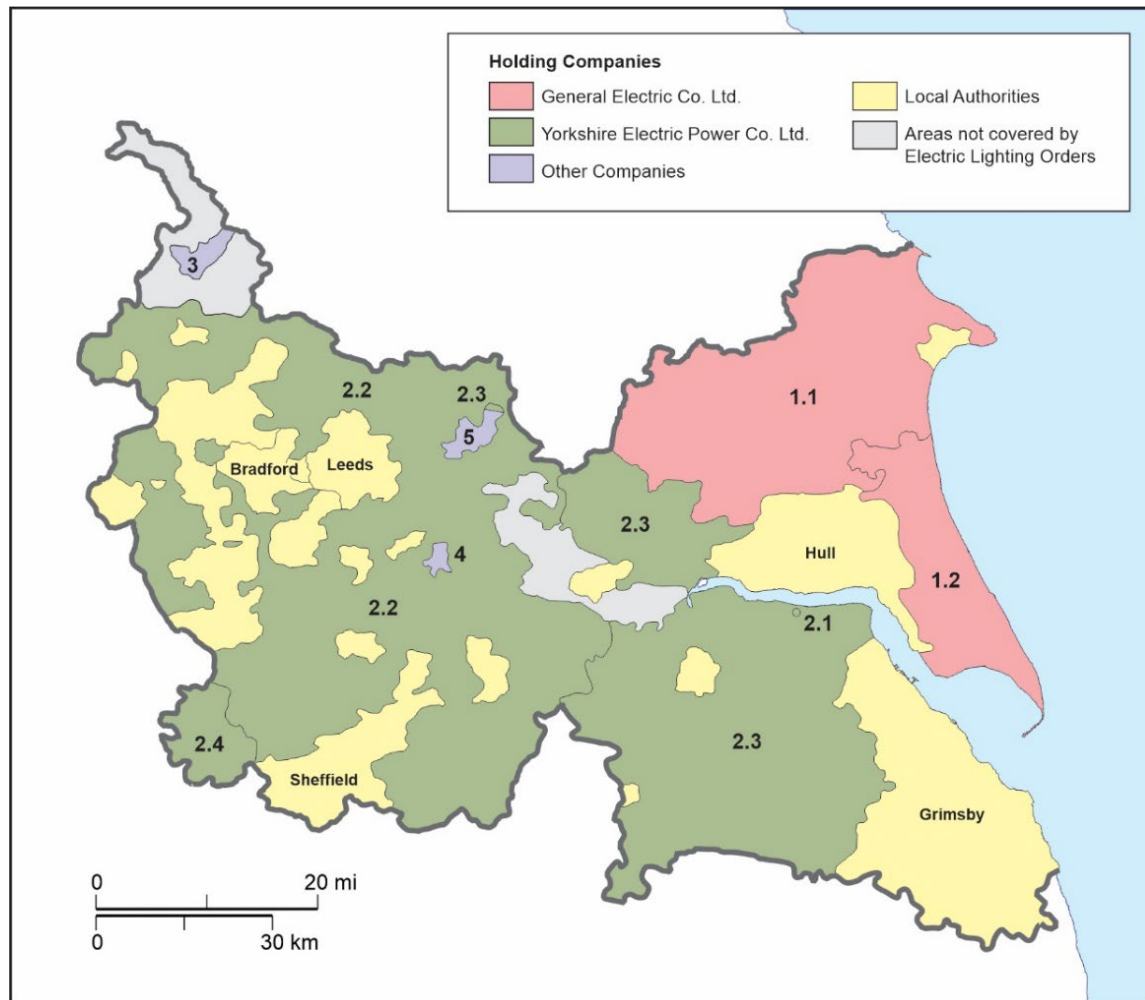 Holding Companies
General Electric Co. Ltd.
Yorkshire Electric Power Co. Ltd.
Other Companies
Local Authorities
Areas not covered by
Electric Lighting Orders
3
1.1
2.2
2.3
5
Bradford
Leeds
2.3
4
Hull
1.2
2.2
2.1
2.4
2.3
Sheffield
Grimsby
0
20 mi
0
30 km